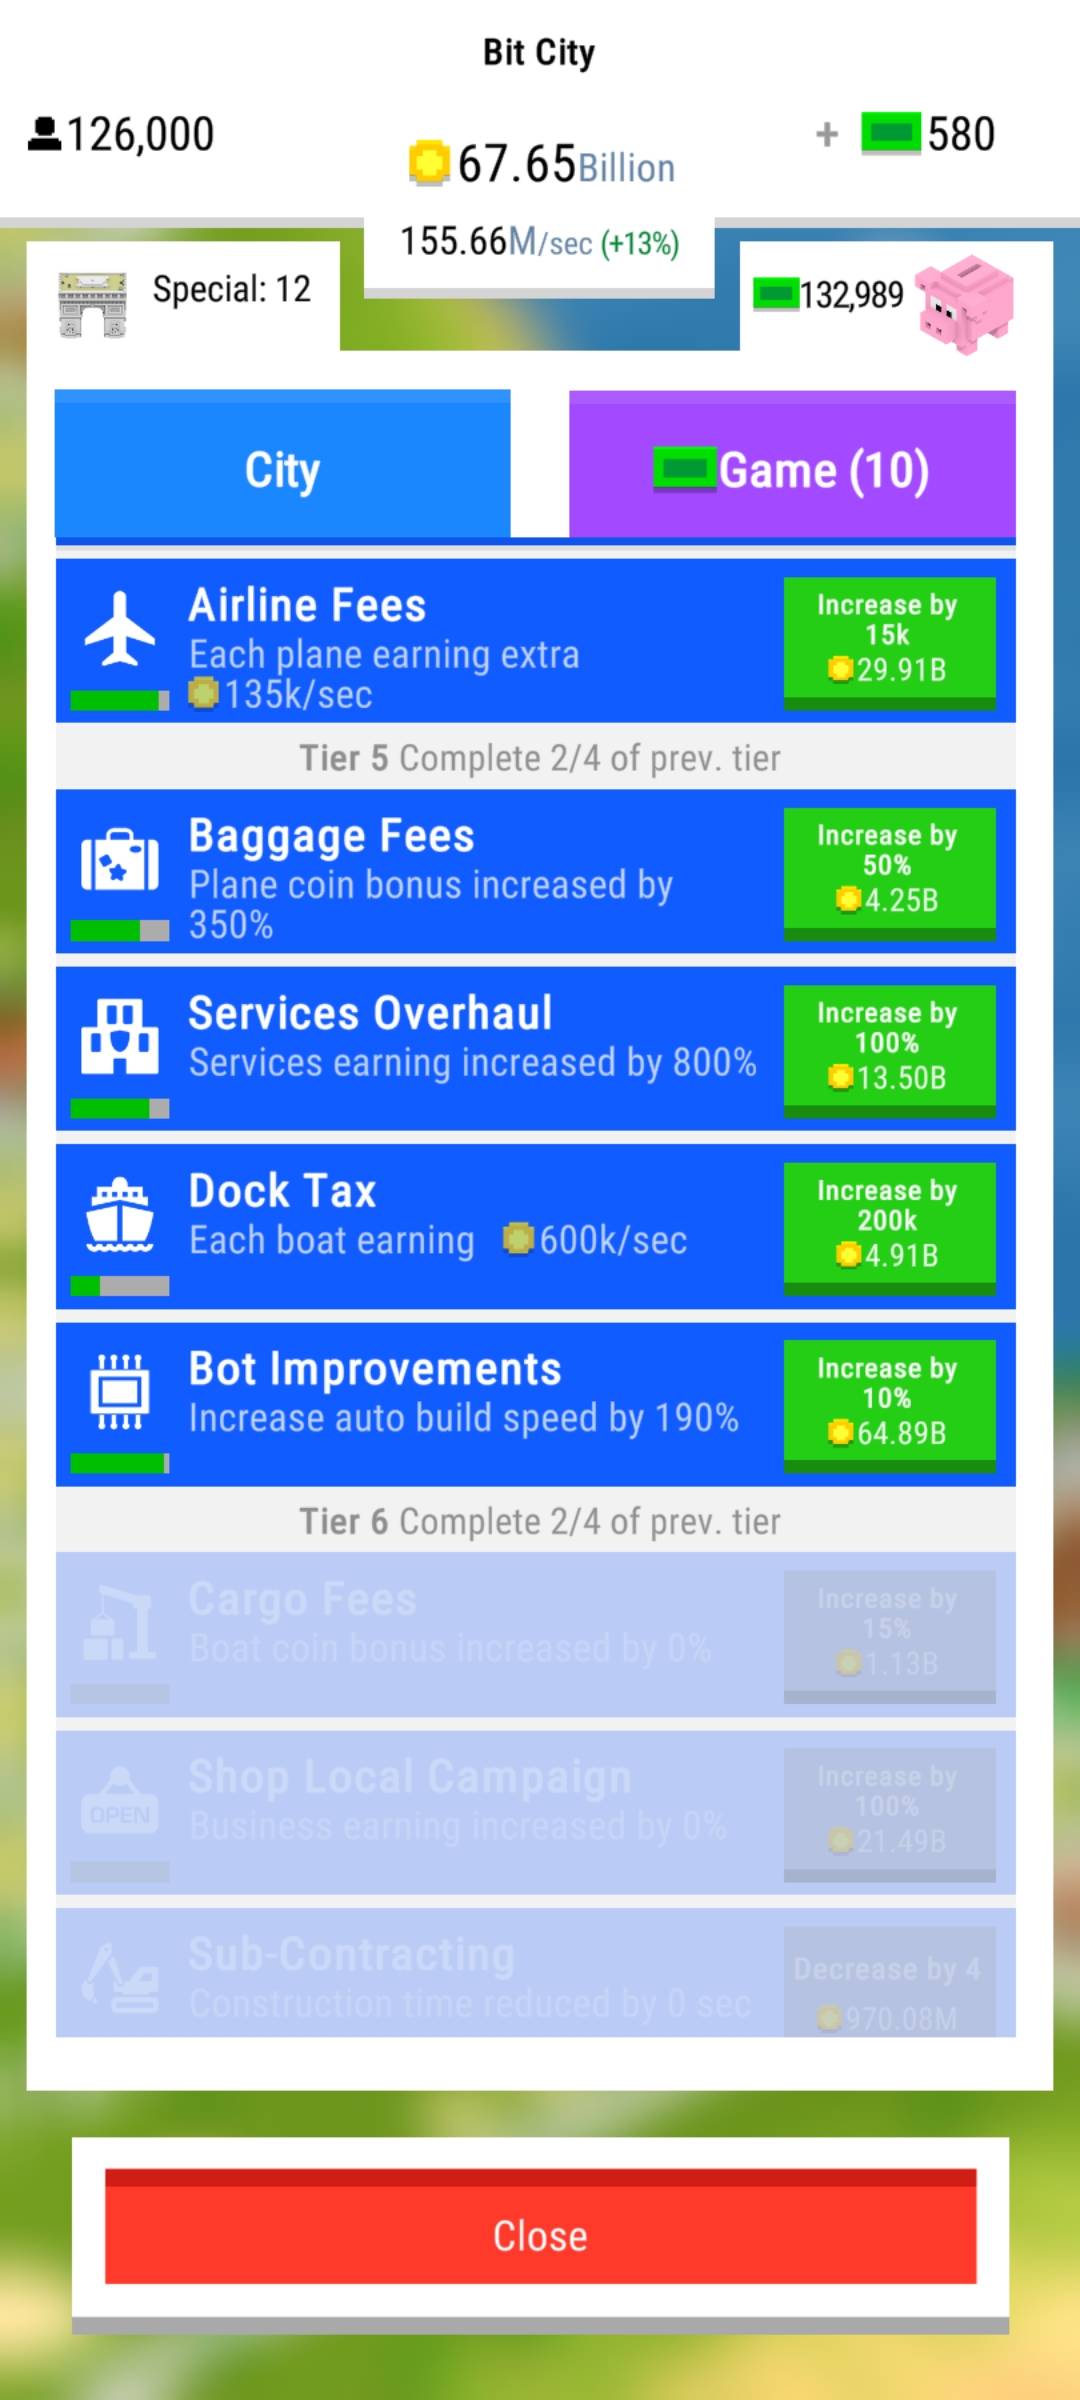 Bit City
126,000
67.65Billion
+ 580
155.66M/sec (+13%)
Special: 12
132,989
City
Game (10)
Airline Fees
Each plane earning extra
135k/sec
Increase by
15k
29.91B
Tier 5 Complete 2/4 of prev. tier
Baggage Fees
Plane coin bonus increased by
350%
Increase by
50%
4.25B
Services Overhaul
Services earning increased by 800%
Increase by
100%
13.50B
Dock Tax
Each boat earning 600k/sec
Increase by
200k
4.91B
Bot Improvements
Increase auto build speed by 190%
Increase by
10%
64.89B
Tier 6 Complete 2/4 of prev. tier
Cargo Fees
Boat coin bonus increased by 0%
Increase by
15%
1.13B
OPEN
Shop Local Campaign
Business earning increased by 0%
Increase by
100%
21.49B
Sub-Contracting
Construction time reduced by 0 sec
Decrease by 4
970.08M
Close